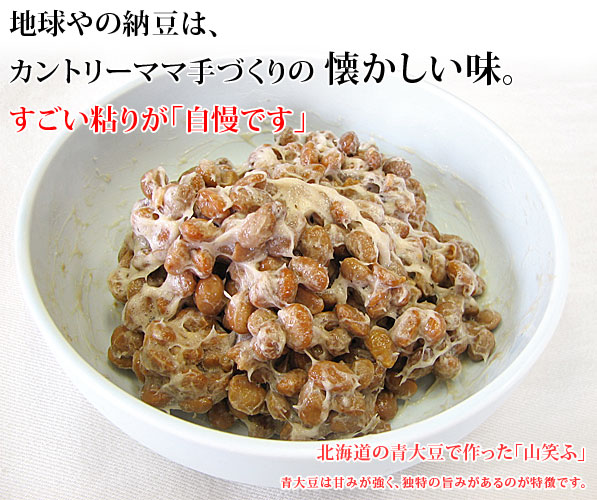 地球やの納豆は、
カントリーママ手づくりの 懐かしい味。
すごい粘りが「自慢です」
北海道の青大豆で作った「山笑ふ」
青大豆は甘みが強く、独特の旨みがあるのが特徴です。